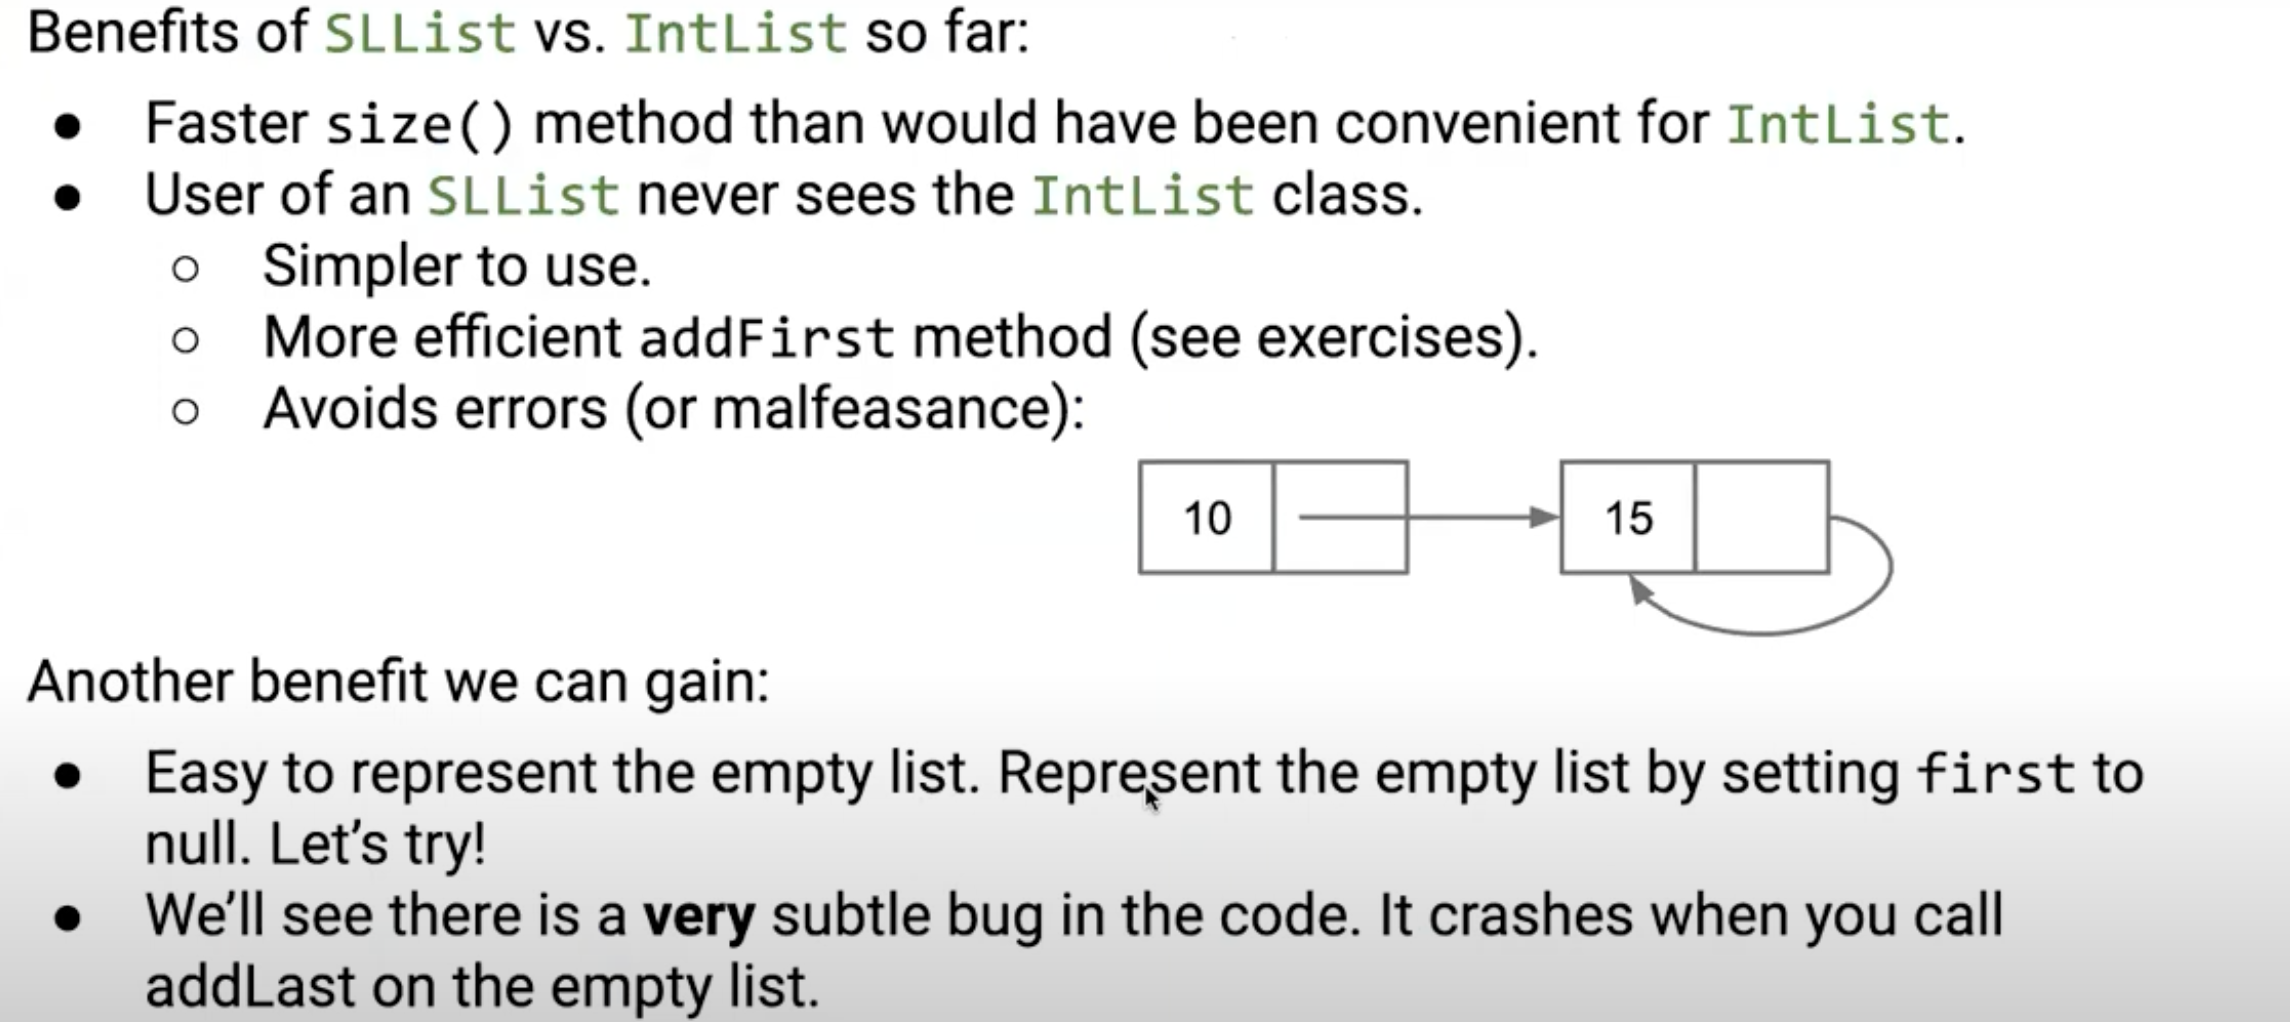 Benefits of SLList vs. IntList so far:
● Faster size() method than would have been convenient for IntList.
● User of an SLList never sees the IntList class.
○ Simpler to use.
○ More efficient addFirst method (see exercises).
○ Avoids errors (or malfeasance):
10 15
Another benefit we can gain:
● Easy to represent the empty list. Represent the empty list by setting first to
null. Let’s try!
● We’ll see there is a very subtle bug in the code. It crashes when you call
addLast on the empty list.